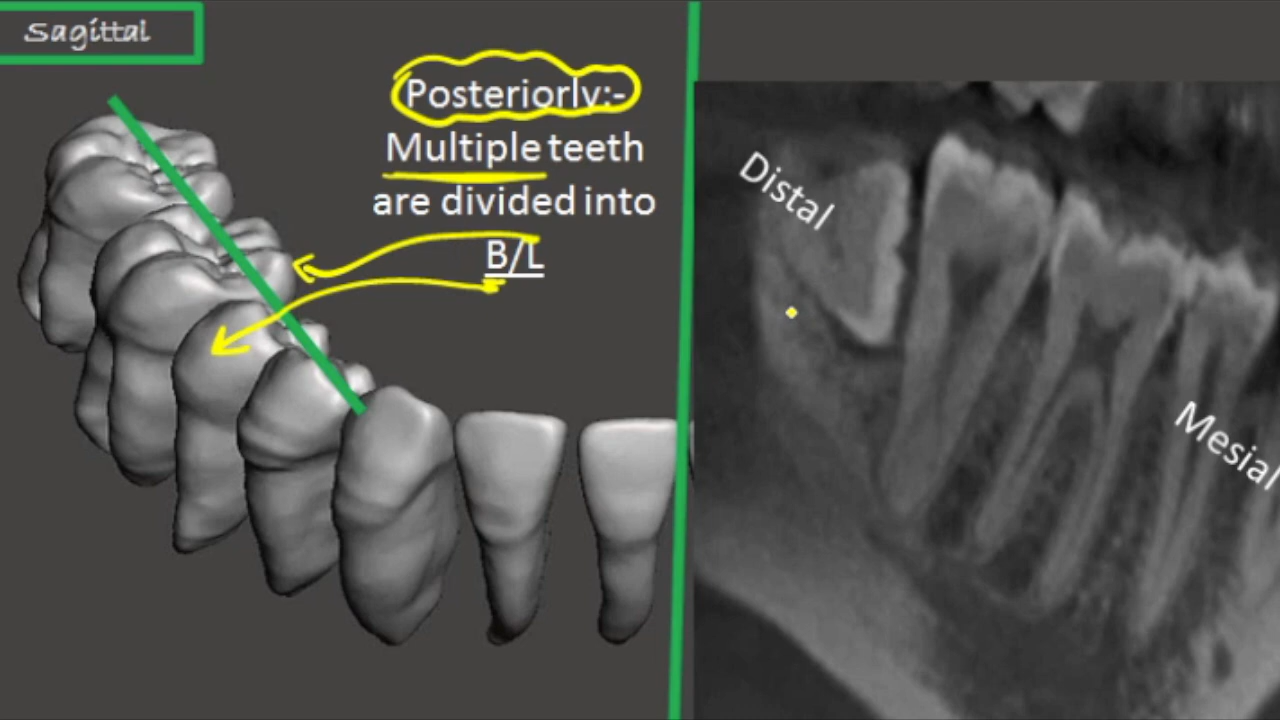 Sagittal
Posteriorly:-
Multiple teeth
are divided into
B/L
Distal
Mesial